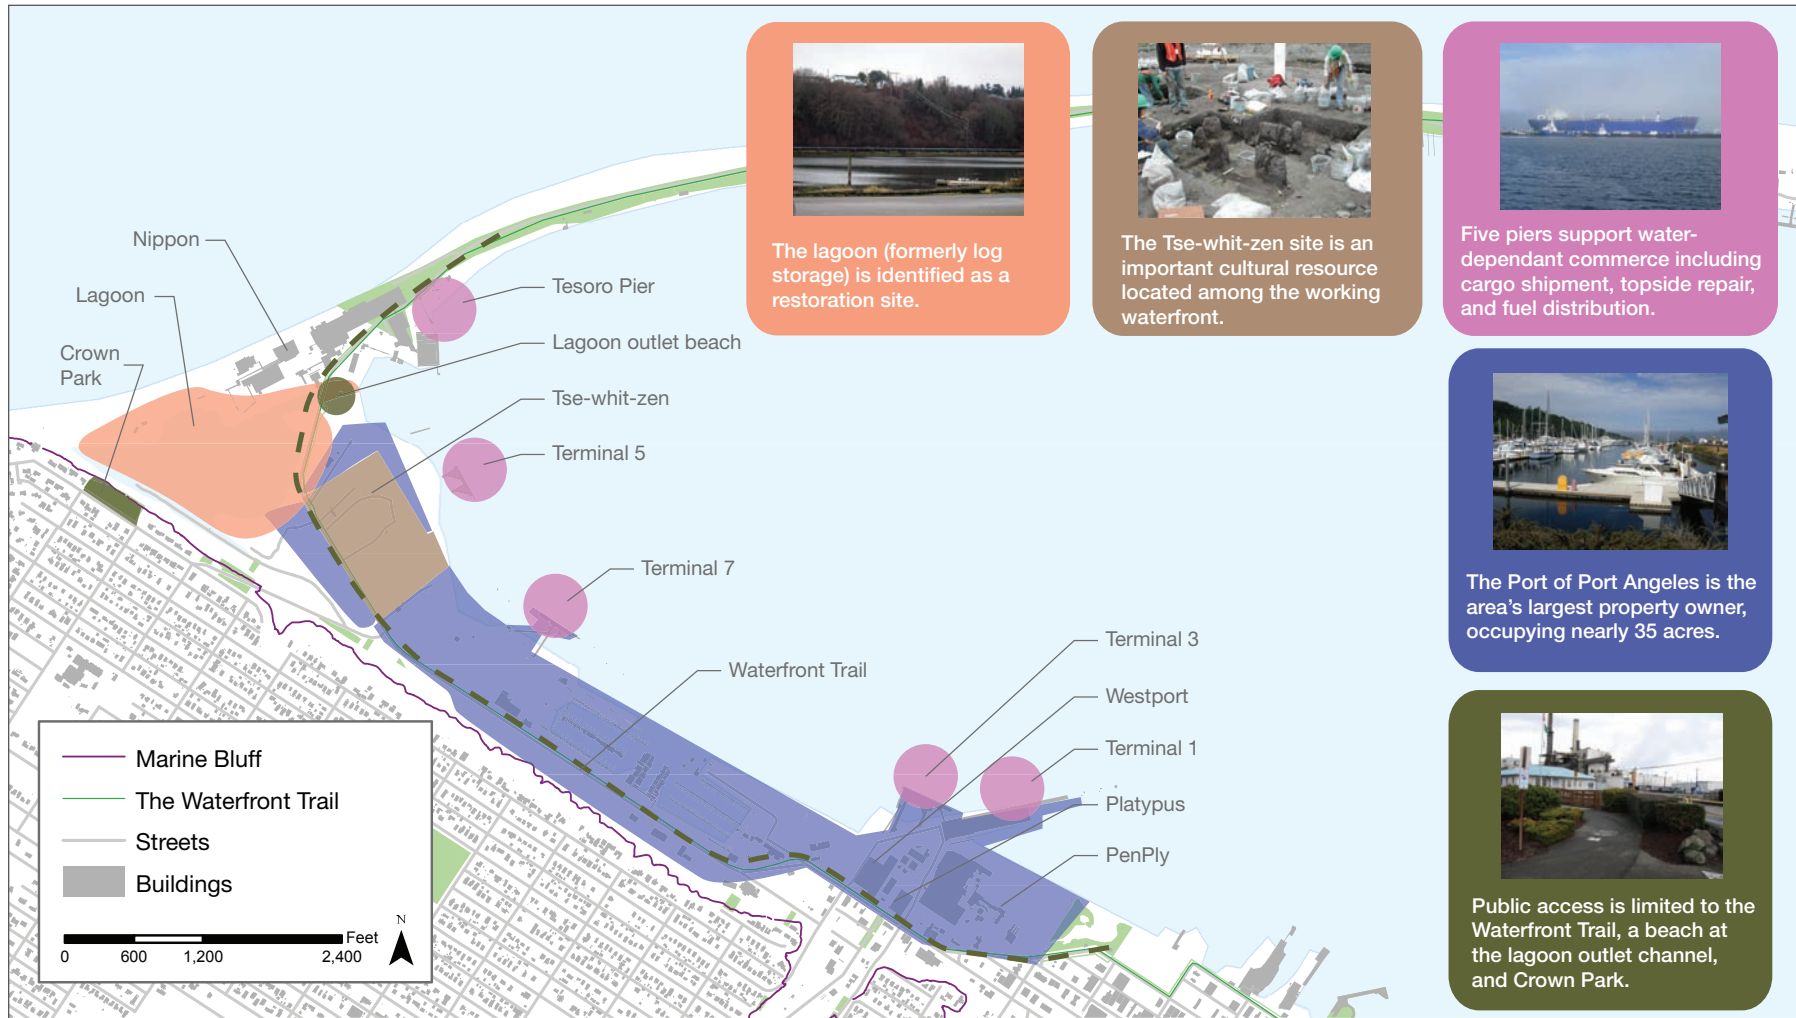 The lagoon (formerly log
storage) is identified as a
restoration site.
The Tse-whit-zen site is an
important cultural resource
located among the working
waterfront.
Five piers support water-
dependant commerce including
cargo shipment, topside repair,
and fuel distribution.
Nippon
Lagoon
Crown
Park
Tesoro Pier
Lagoon outlet beach
Tse-whit-zen
Terminal 5
Terminal 7
Waterfront Trail
Terminal 3
Westport
Terminal 1
Platypus
PenPly
The Port of Port Angeles is the
area's largest property owner,
occupying nearly 35 acres.
Public access is limited to the
Waterfront Trail, a beach at
the lagoon outlet channel,
and Crown Park.
Marine Bluff
The Waterfront Trail
Streets
Buildings
N
Feet
0 600 1,200 2,400